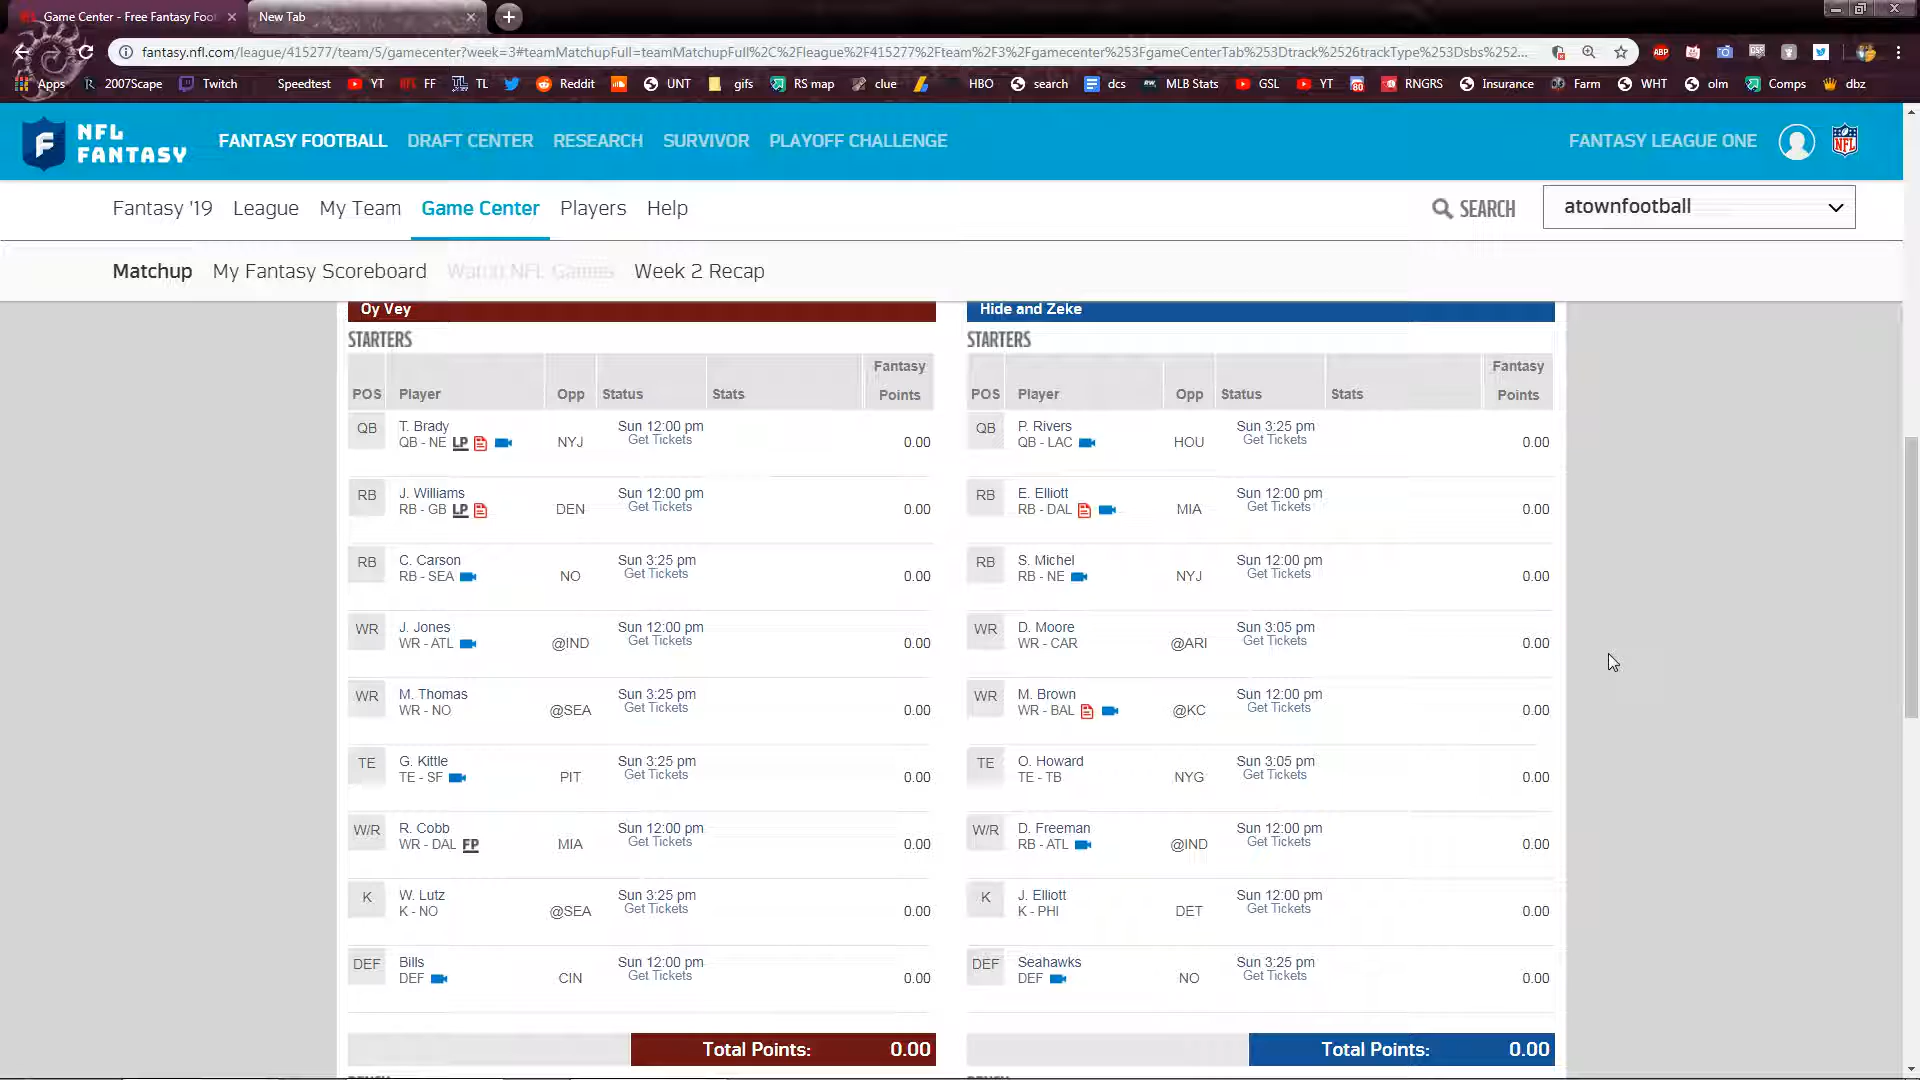 Game Center - Free Fantasy Foo
New Tab
fantasy.nfl.com/league/415277/team/5/gamecenter?week=3#teamMatchupFull=teamMatchupFull%2C%2Fleague%2F415277%2Fteam%2F3%2Fgamecenter%253FgameCenterTab%253Dtrack%2526trackType%253Dsbs%252...
ABP
Apps 2007Scape Twitch Speedtest YT FF TL Reddit UNT gifs RS map clue HBO search dcs MLB Stats GSL YT 80 RNGRS Insurance Farm WHT olm Comps dbz
NFL FANTASY
FANTASY FOOTBALL DRAFT CENTER RESEARCH SURVIVOR PLAYOFF CHALLENGE FANTASY LEAGUE ONE NFL
Fantasy '19 League My Team Game Center Players Help SEARCH atownfootball
Matchup My Fantasy Scoreboard Watch NFL Games Week 2 Recap
Oy Vey
STARTERS
POS Player Opp Status Stats Fantasy Points
QB T. Brady Sun 12:00 pm
QB - NE LP NYJ Get Tickets 0.00
RB J. Williams Sun 12:00 pm
RB - GB LP DEN Get Tickets 0.00
RB C. Carson Sun 3:25 pm
RB - SEA NO Get Tickets 0.00
WR J. Jones Sun 12:00 pm
WR - ATL @IND Get Tickets 0.00
WR M. Thomas Sun 3:25 pm
WR - NO @SEA Get Tickets 0.00
TE G. Kittle Sun 3:25 pm
TE - SF PIT Get Tickets 0.00
W/R R. Cobb Sun 12:00 pm
WR - DAL FP MIA Get Tickets 0.00
K W. Lutz Sun 3:25 pm
K - NO @SEA Get Tickets 0.00
DEF Bills Sun 12:00 pm
DEF CIN Get Tickets 0.00
Total Points: 0.00
Hide and Zeke
STARTERS
POS Player Opp Status Stats Fantasy Points
QB P. Rivers Sun 3:25 pm
QB - LAC HOU Get Tickets 0.00
RB E. Elliott Sun 12:00 pm
RB - DAL MIA Get Tickets 0.00
RB S. Michel Sun 12:00 pm
RB - NE NYJ Get Tickets 0.00
WR D. Moore Sun 3:05 pm
WR - CAR @ARI Get Tickets 0.00
WR M. Brown Sun 12:00 pm
WR - BAL @KC Get Tickets 0.00
TE O. Howard Sun 3:05 pm
TE - TB NYG Get Tickets 0.00
W/R D. Freeman Sun 12:00 pm
RB - ATL @IND Get Tickets 0.00
K J. Elliott Sun 12:00 pm
K - PHI DET Get Tickets 0.00
DEF Seahawks Sun 3:25 pm
DEF NO Get Tickets 0.00
Total Points: 0.00